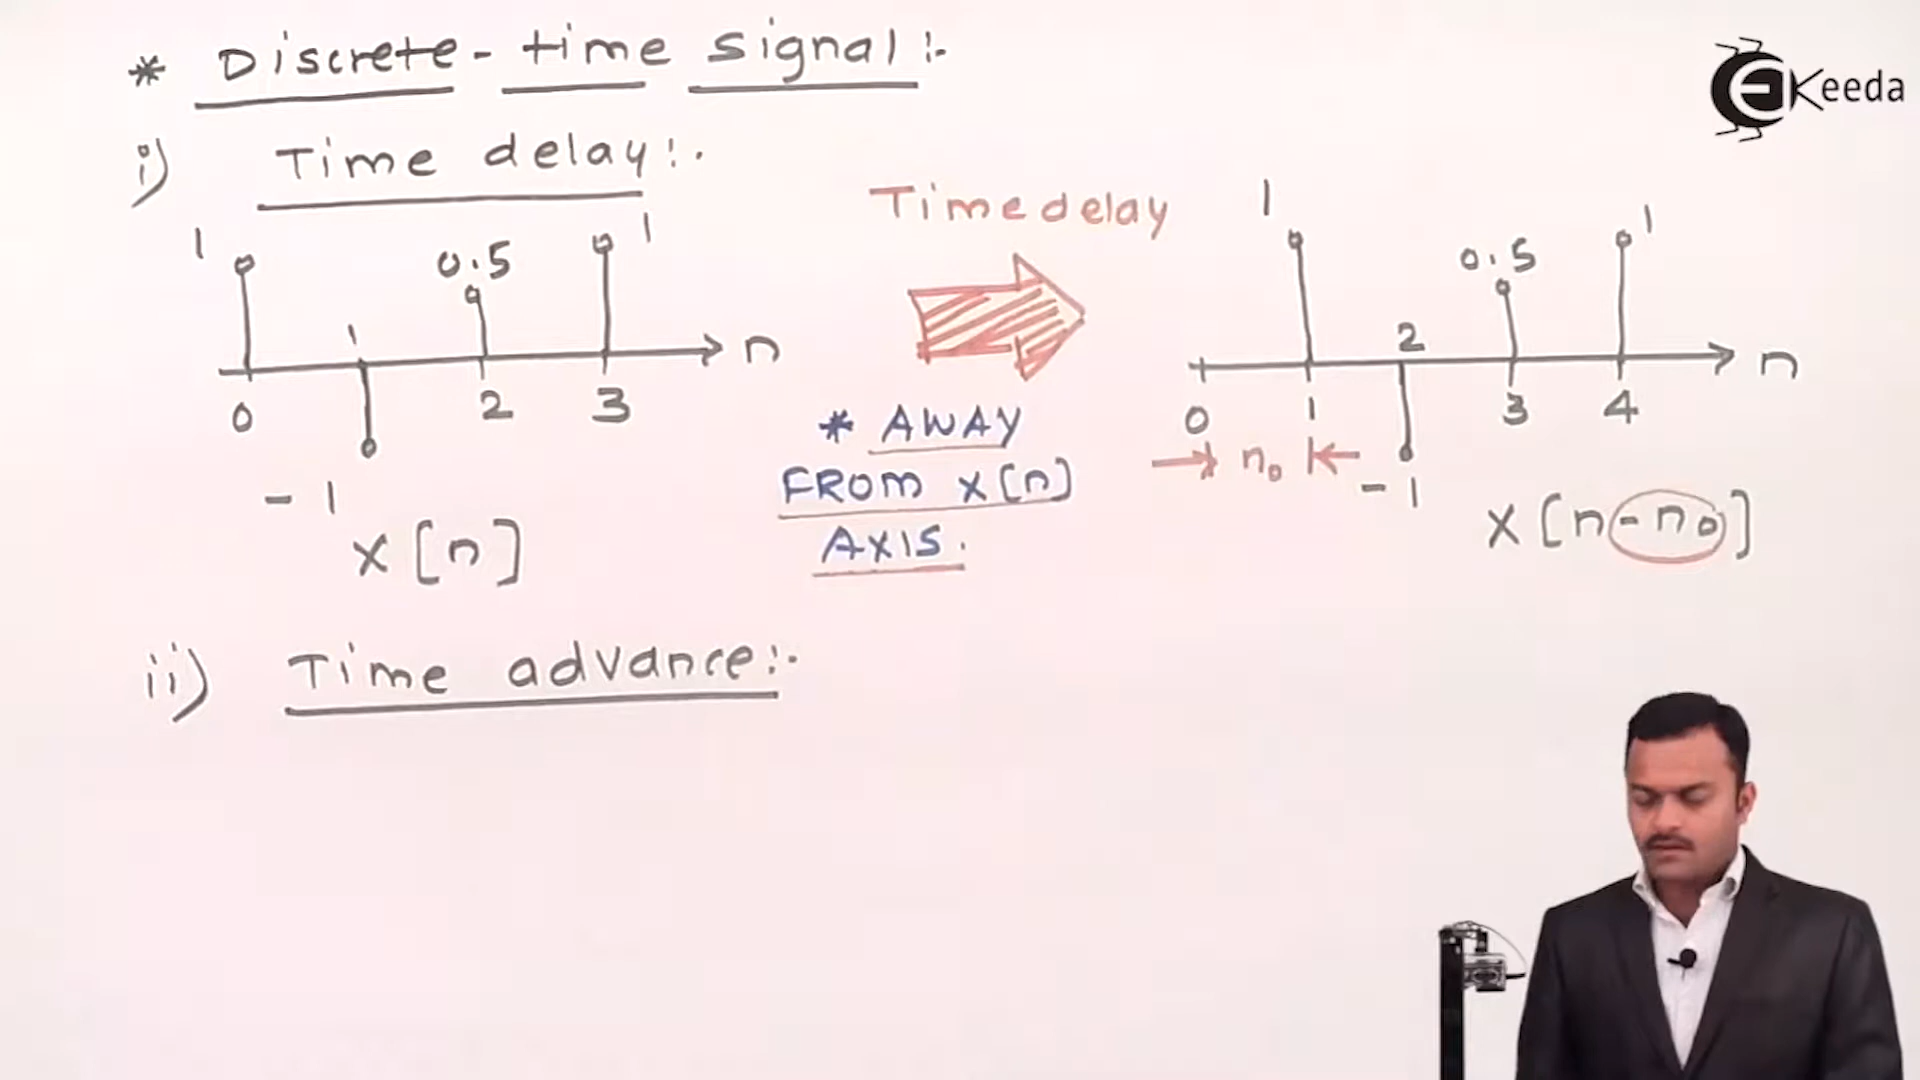 * Discrete-time signal:-
EKeeda
i) Time delay:-
Time delay
1
0.5
1
1
0.5
1
1
n
2
n
0
2
3
0
1
3
4
-1
* AWAY
FROM x[n]
AXIS.
n₀
-1
x[n]
x[n-n₀]
ii) Time advance:-